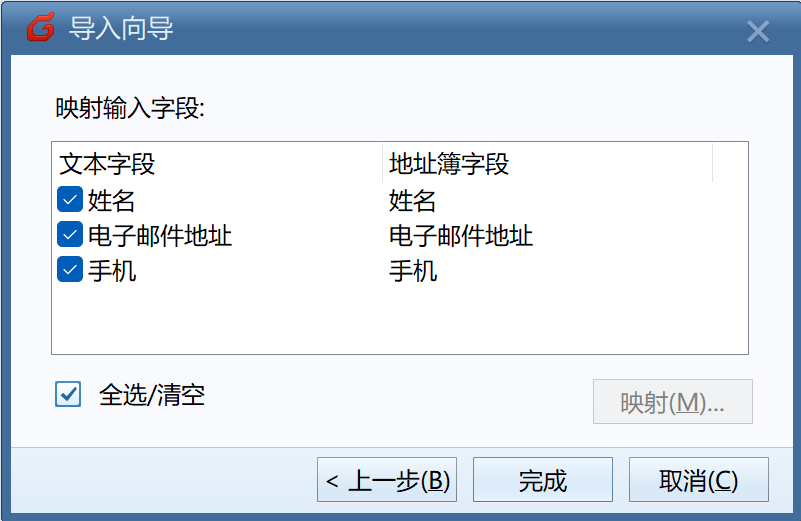 导入向导
映射输入字段:
文本字段 地址簿字段
姓名 姓名
电子邮件地址 电子邮件地址
手机 手机
全选/清空
映射(M)...
< 上一步(B) 完成 取消(C)